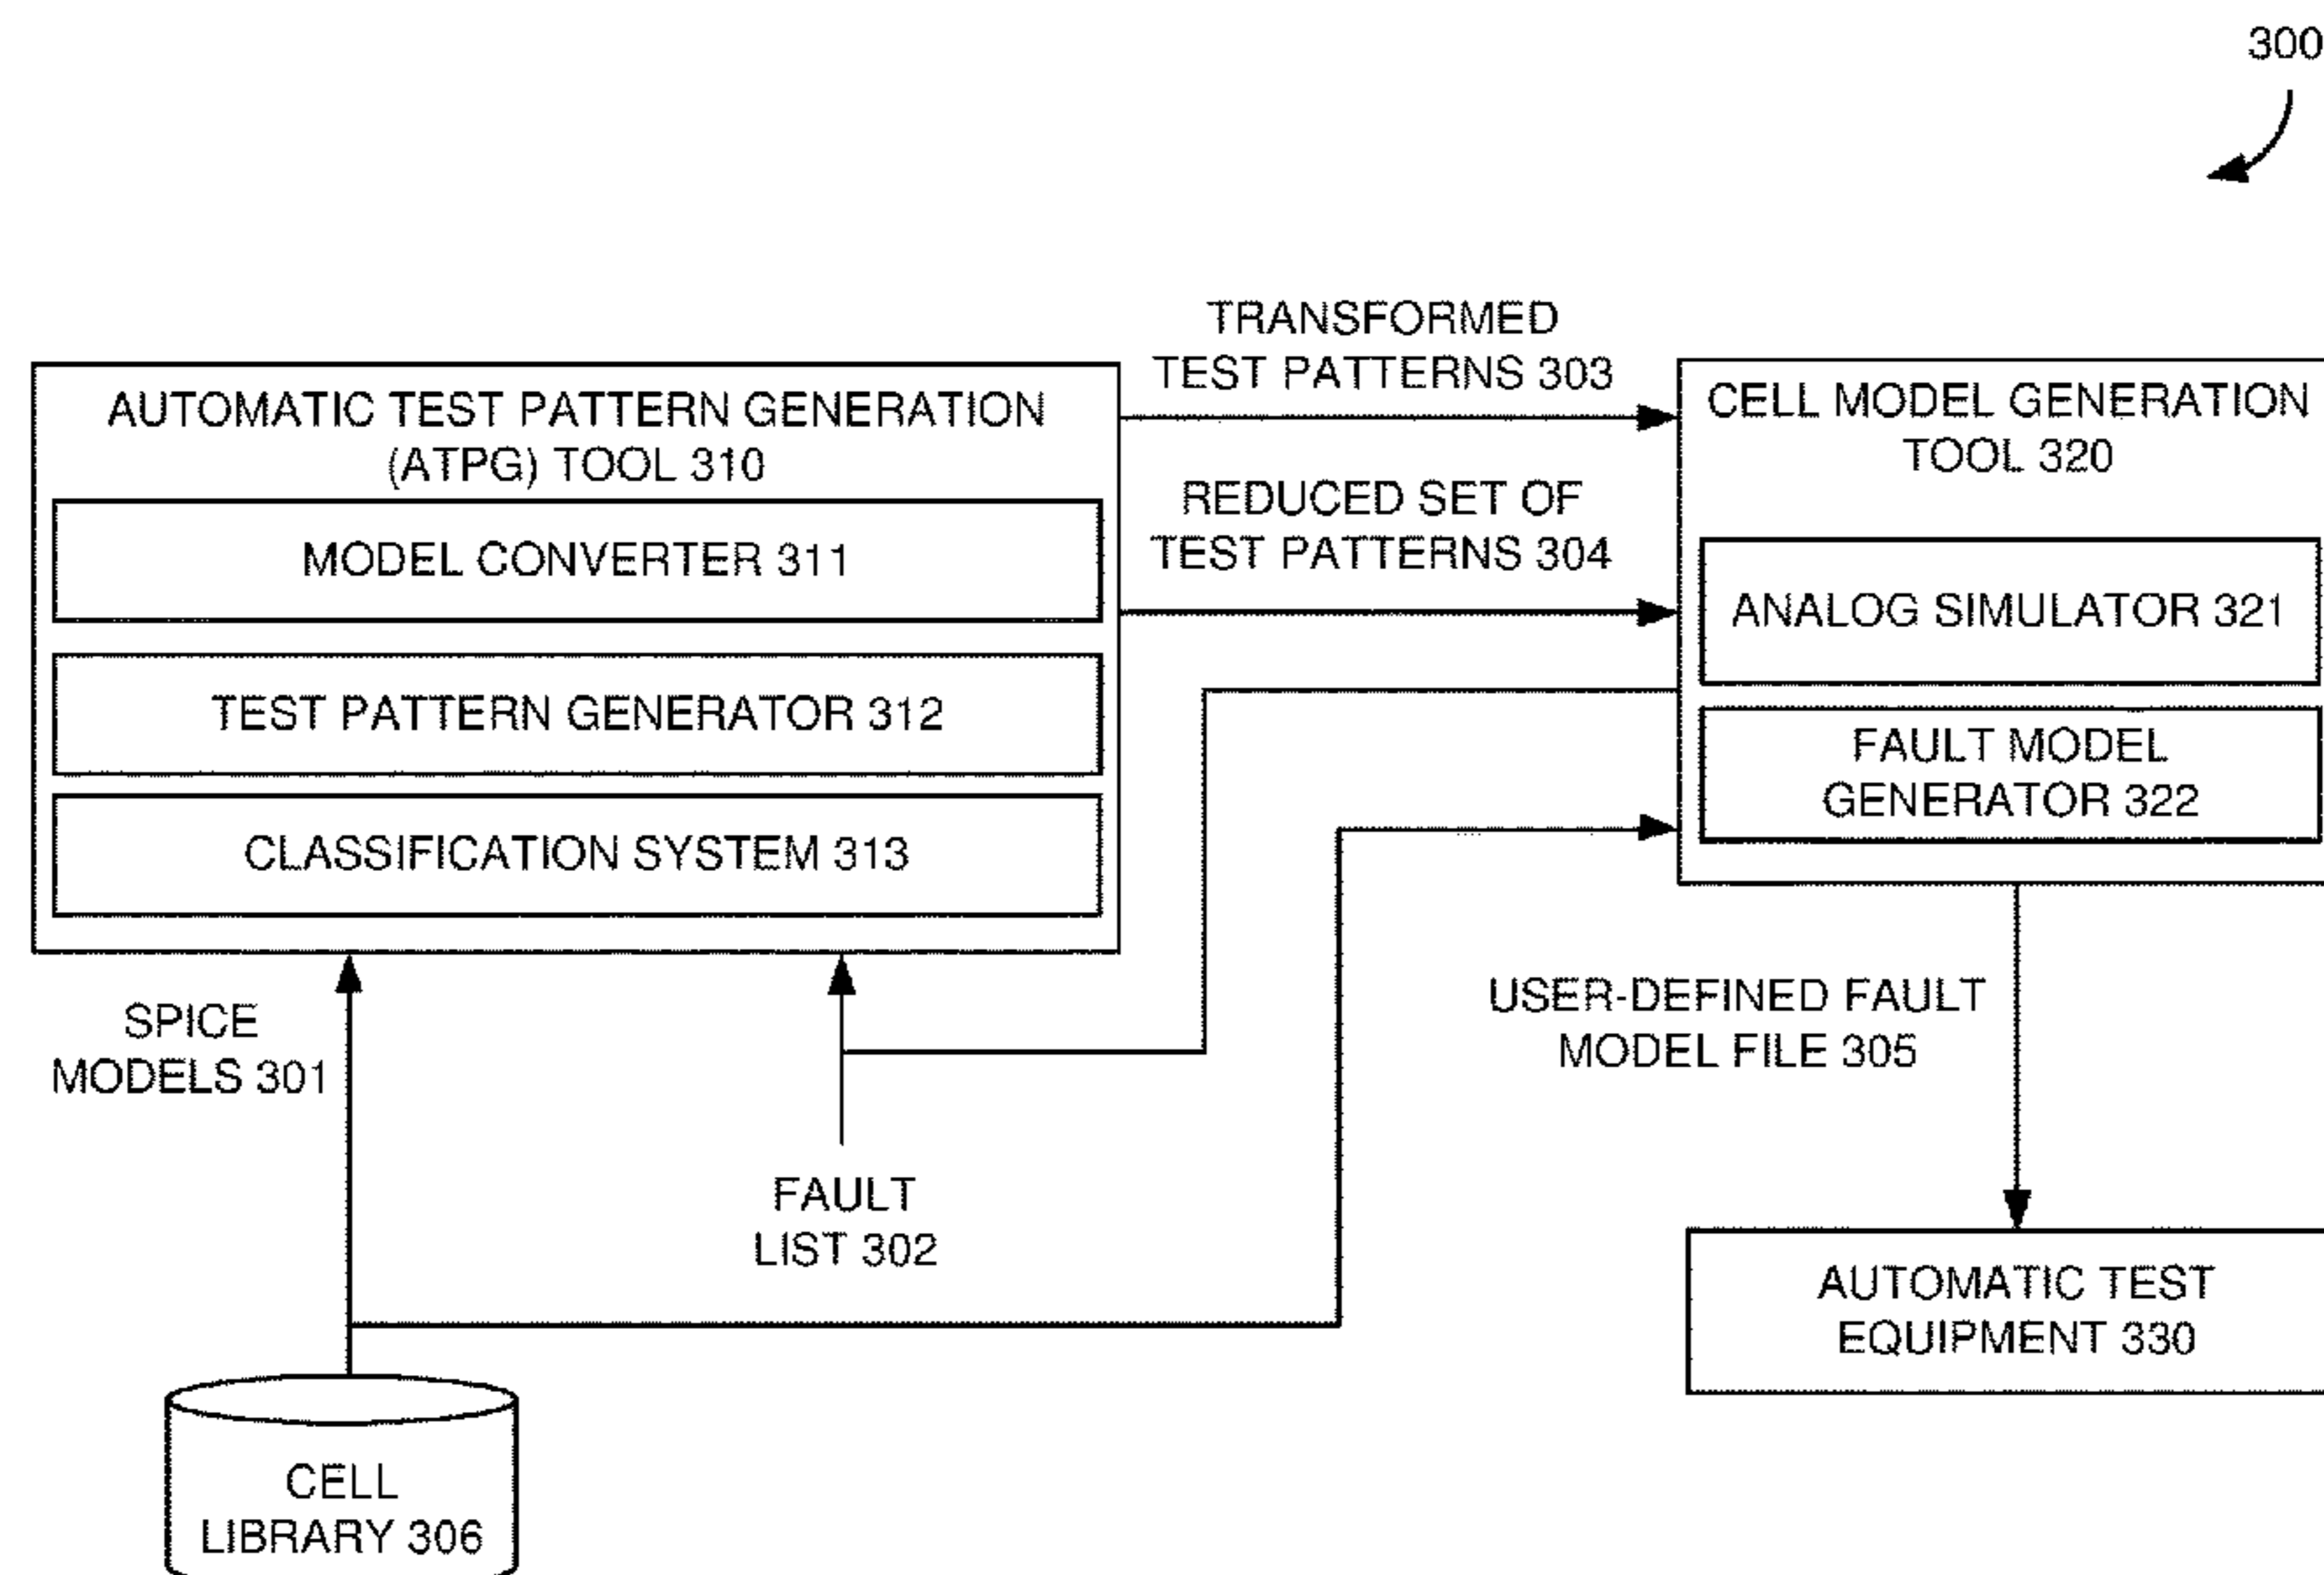 300
TRANSFORMED
TEST PATTERNS 303
AUTOMATIC TEST PATTERN GENERATION
(ATPG) TOOL 310
CELL MODEL GENERATION
TOOL 320
REDUCED SET OF
TEST PATTERNS 304
MODEL CONVERTER 311
ANALOG SIMULATOR 321
TEST PATTERN GENERATOR 312
FAULT MODEL
GENERATOR 322
CLASSIFICATION SYSTEM 313
SPICE
MODELS 301
USER-DEFINED FAULT
MODEL FILE 305
FAULT
LIST 302
AUTOMATIC TEST
EQUIPMENT 330
CELL
LIBRARY 306